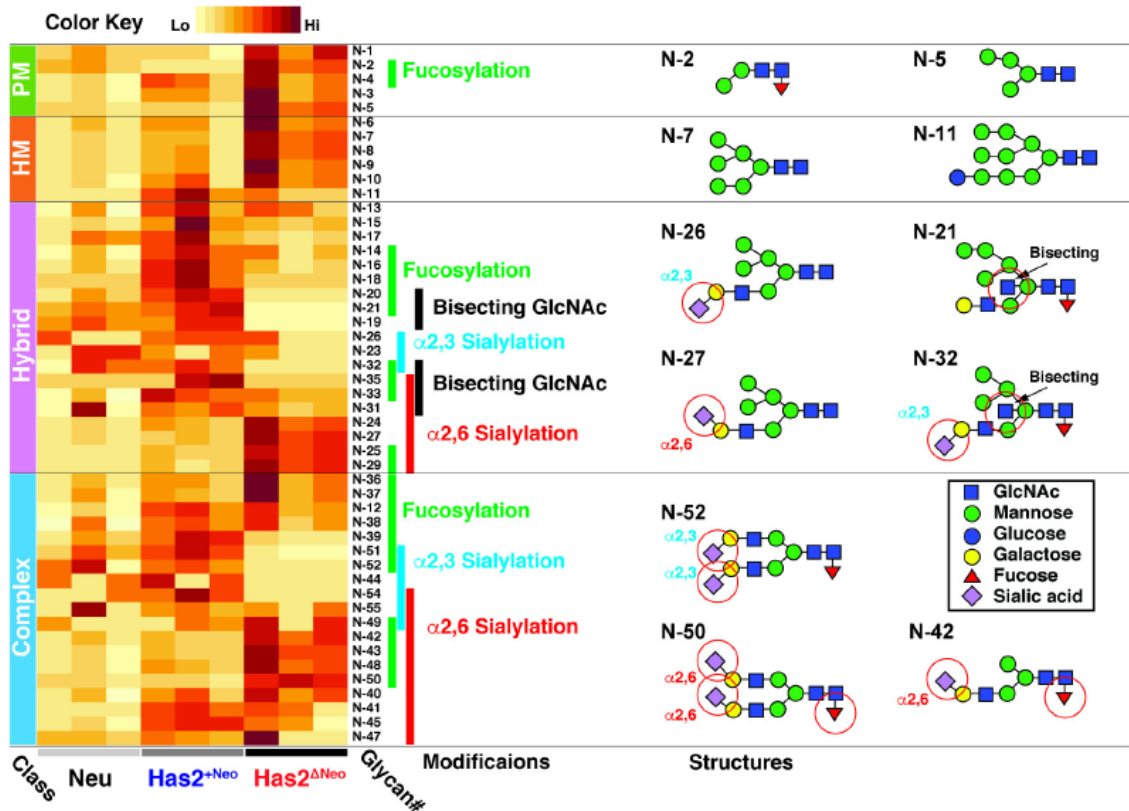 Color Key
Lo
Hi
PM
HM
Hybrid
Complex
N-1
N-2
N-4
N-3
N-5
N-6
N-7
N-8
N-9
N-10
N-11
N-13
N-15
N-17
N-14
N-16
N-18
N-20
N-21
N-19
N-26
N-23
N-32
N-35
N-33
N-31
N-24
N-27
N-25
N-29
N-36
N-37
N-12
N-38
N-39
N-51
N-52
N-44
N-54
N-55
N-49
N-42
N-43
N-48
N-50
N-40
N-41
N-45
N-47
Fucosylation
Fucosylation
Bisecting GlcNAc
α2,3 Sialylation
Bisecting GlcNAc
α2,6 Sialylation
Fucosylation
α2,3 Sialylation
α2,6 Sialylation
N-2
N-5
N-7
N-11
N-26
α2,3
N-21
Bisecting
N-27
α2,6
N-32
Bisecting
α2,3
N-52
α2,3
α2,3
GlcNAc
Mannose
Glucose
Galactose
Fucose
Sialic acid
N-50
α2,6
α2,6
N-42
α2,6
Class
Neu
Has2+Neo
Has2ΔNeo
Glycan#
Modificaions
Structures